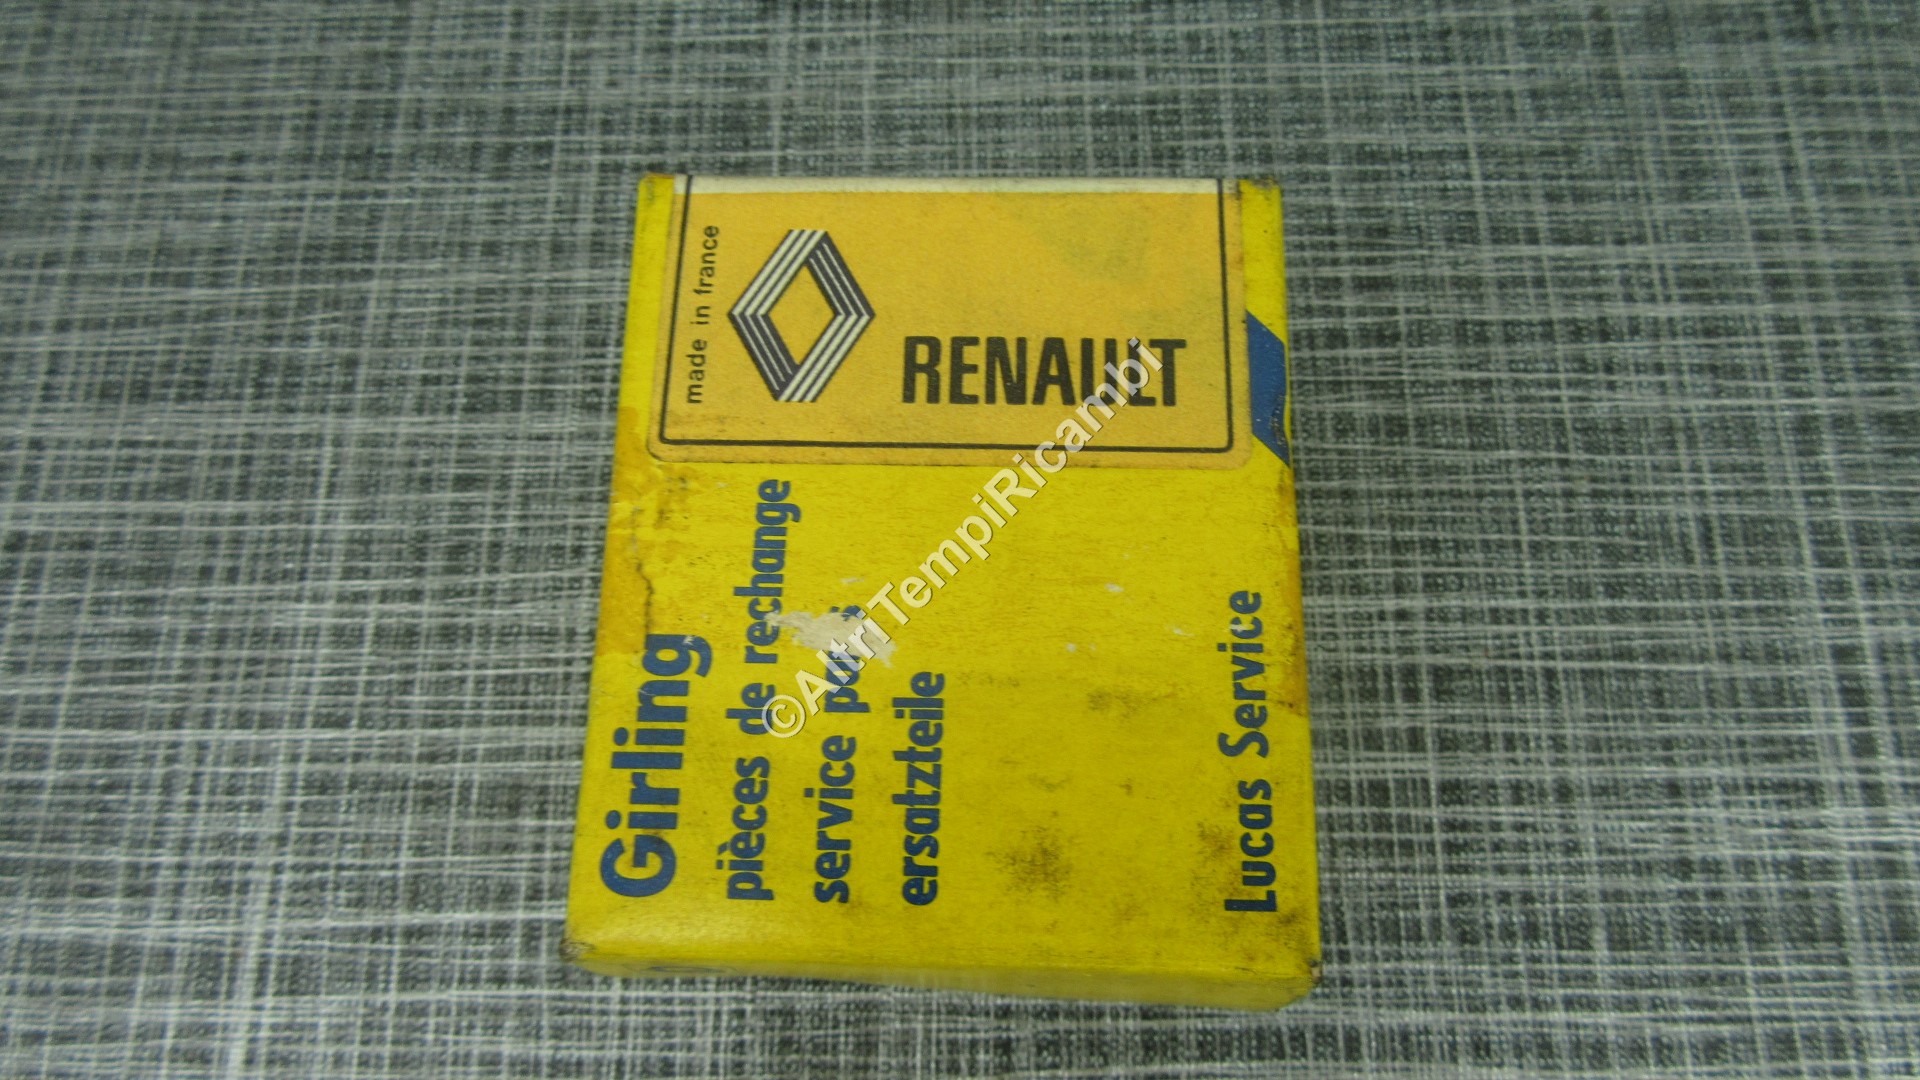 made in france
RENAULT
Girling
pièces de rechange
service parts
ersatzteile
Lucas Service
©AltriTempiRicambi